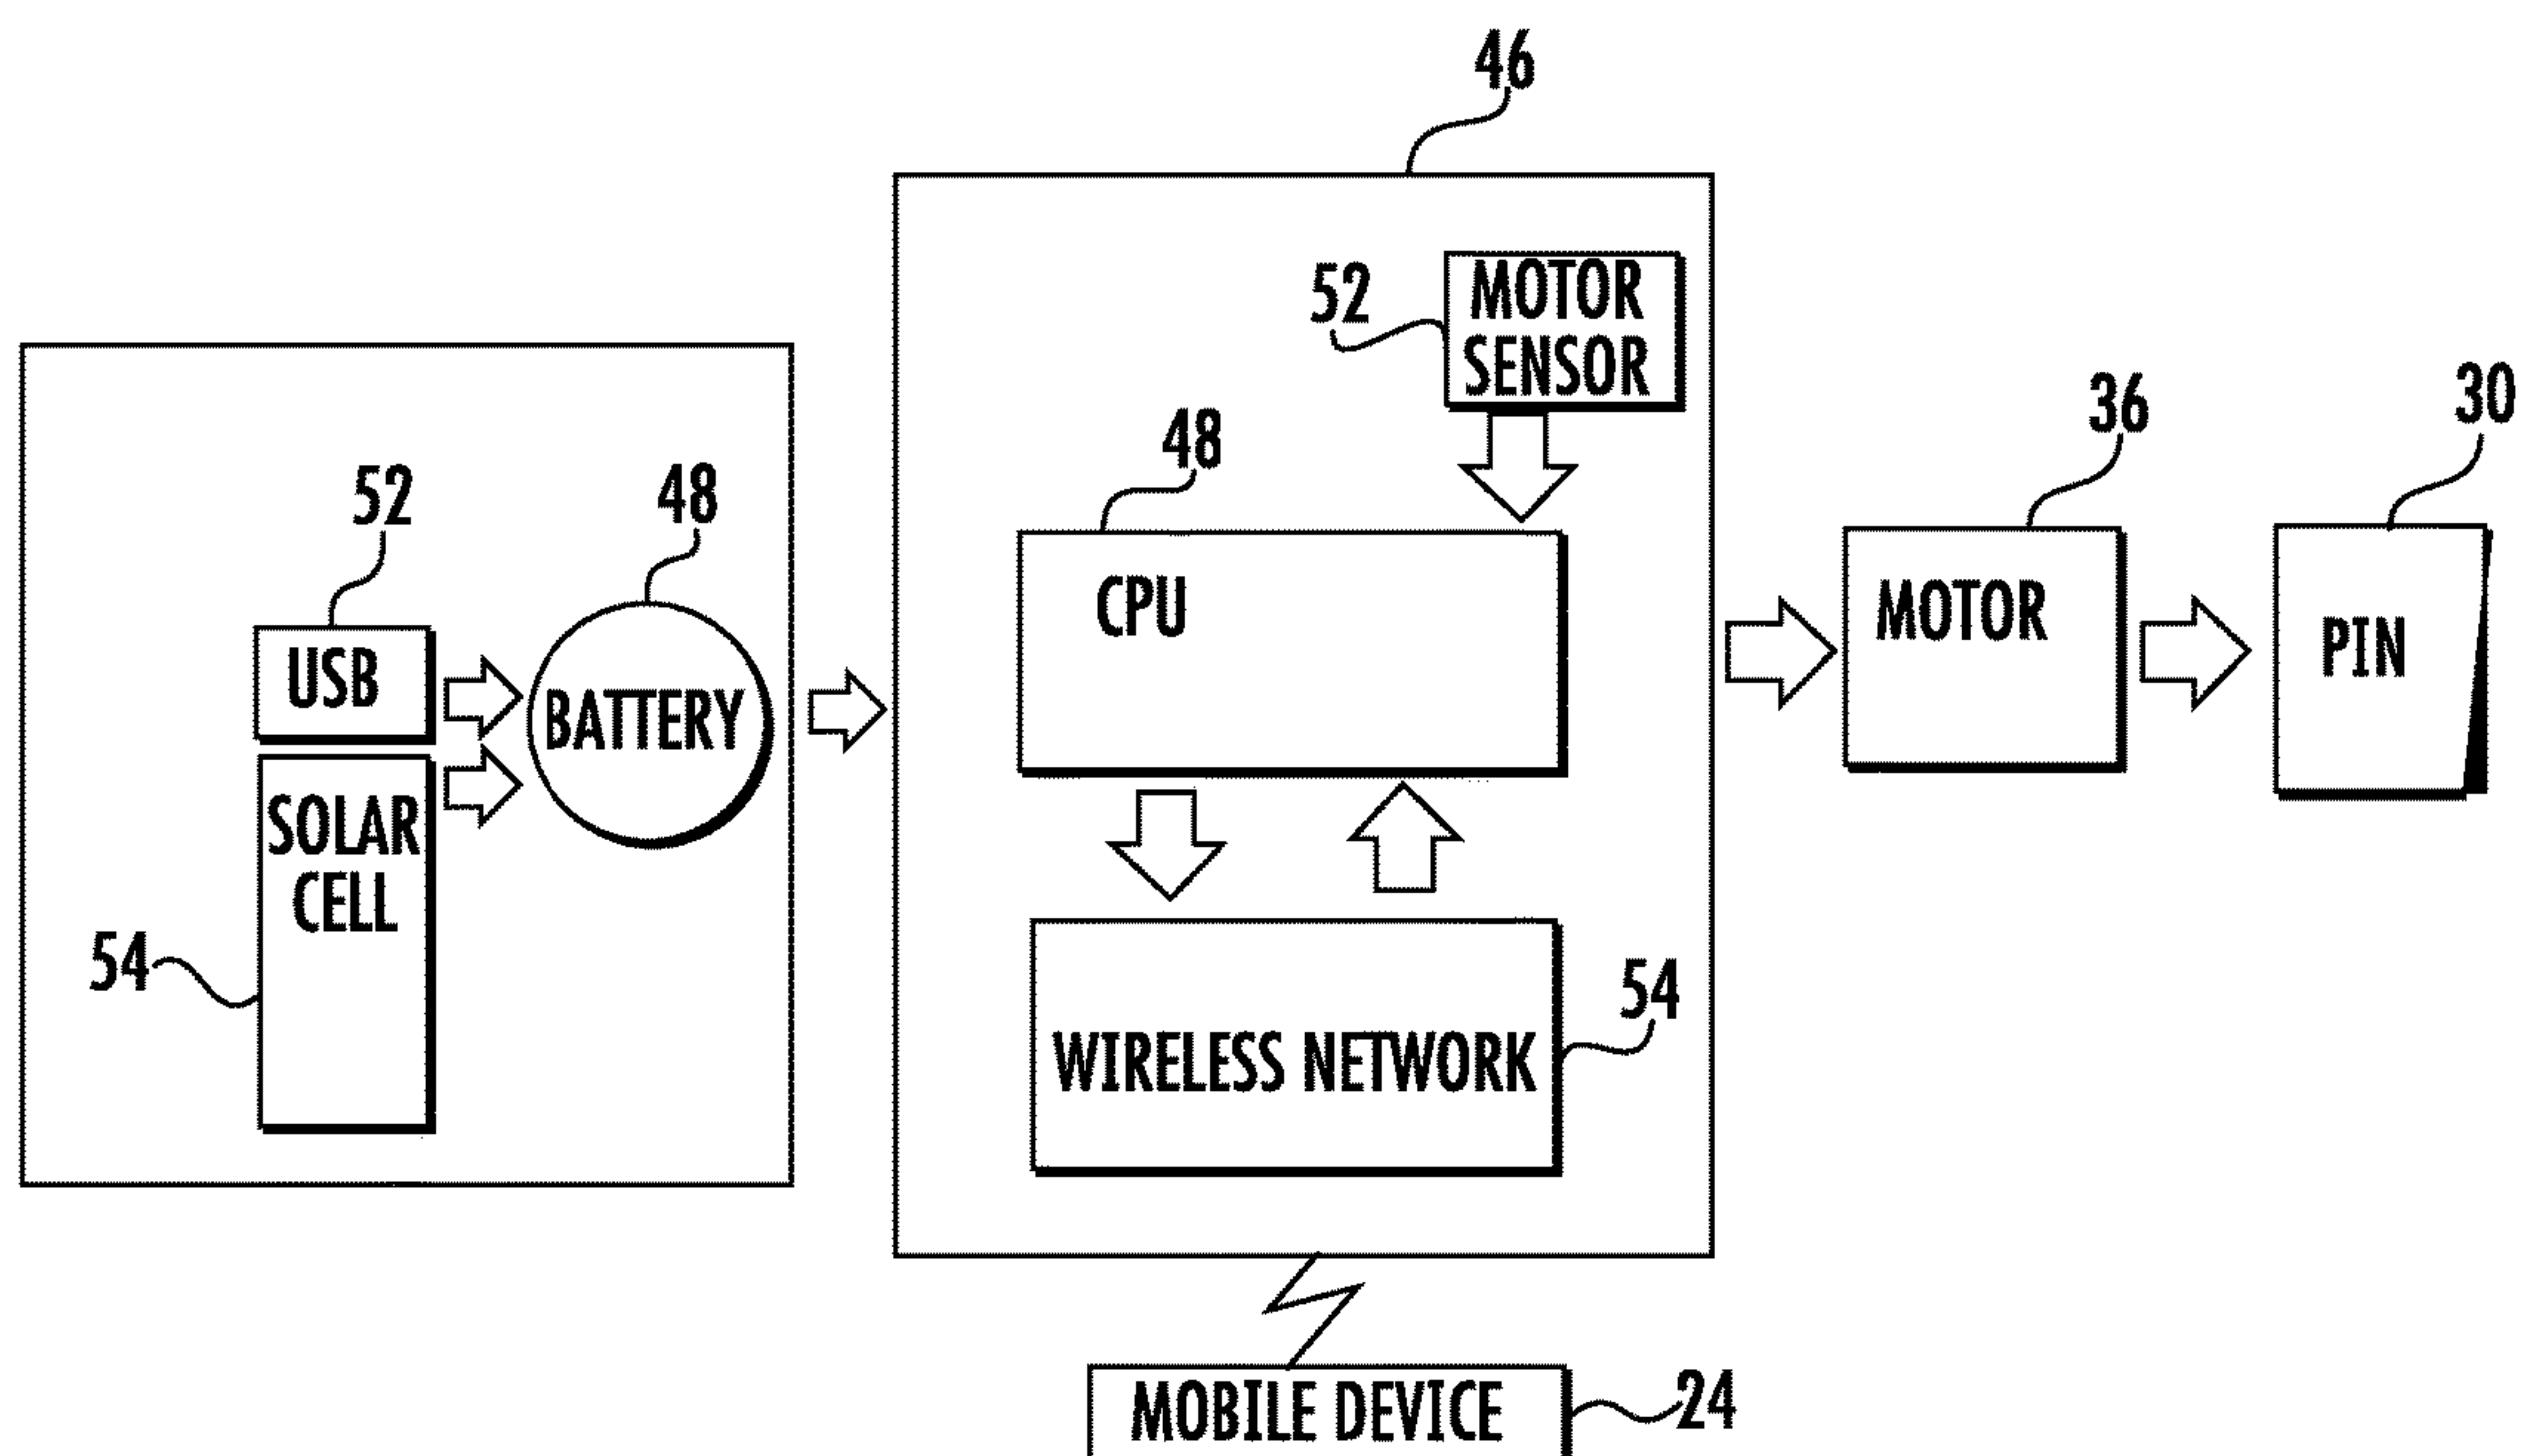 46
52
MOTOR
SENSOR
36
30
48
52
48
CPU
MOTOR
PIN
USB
BATTERY
SOLAR
CELL
54
54
WIRELESS NETWORK
MOBILE DEVICE
24